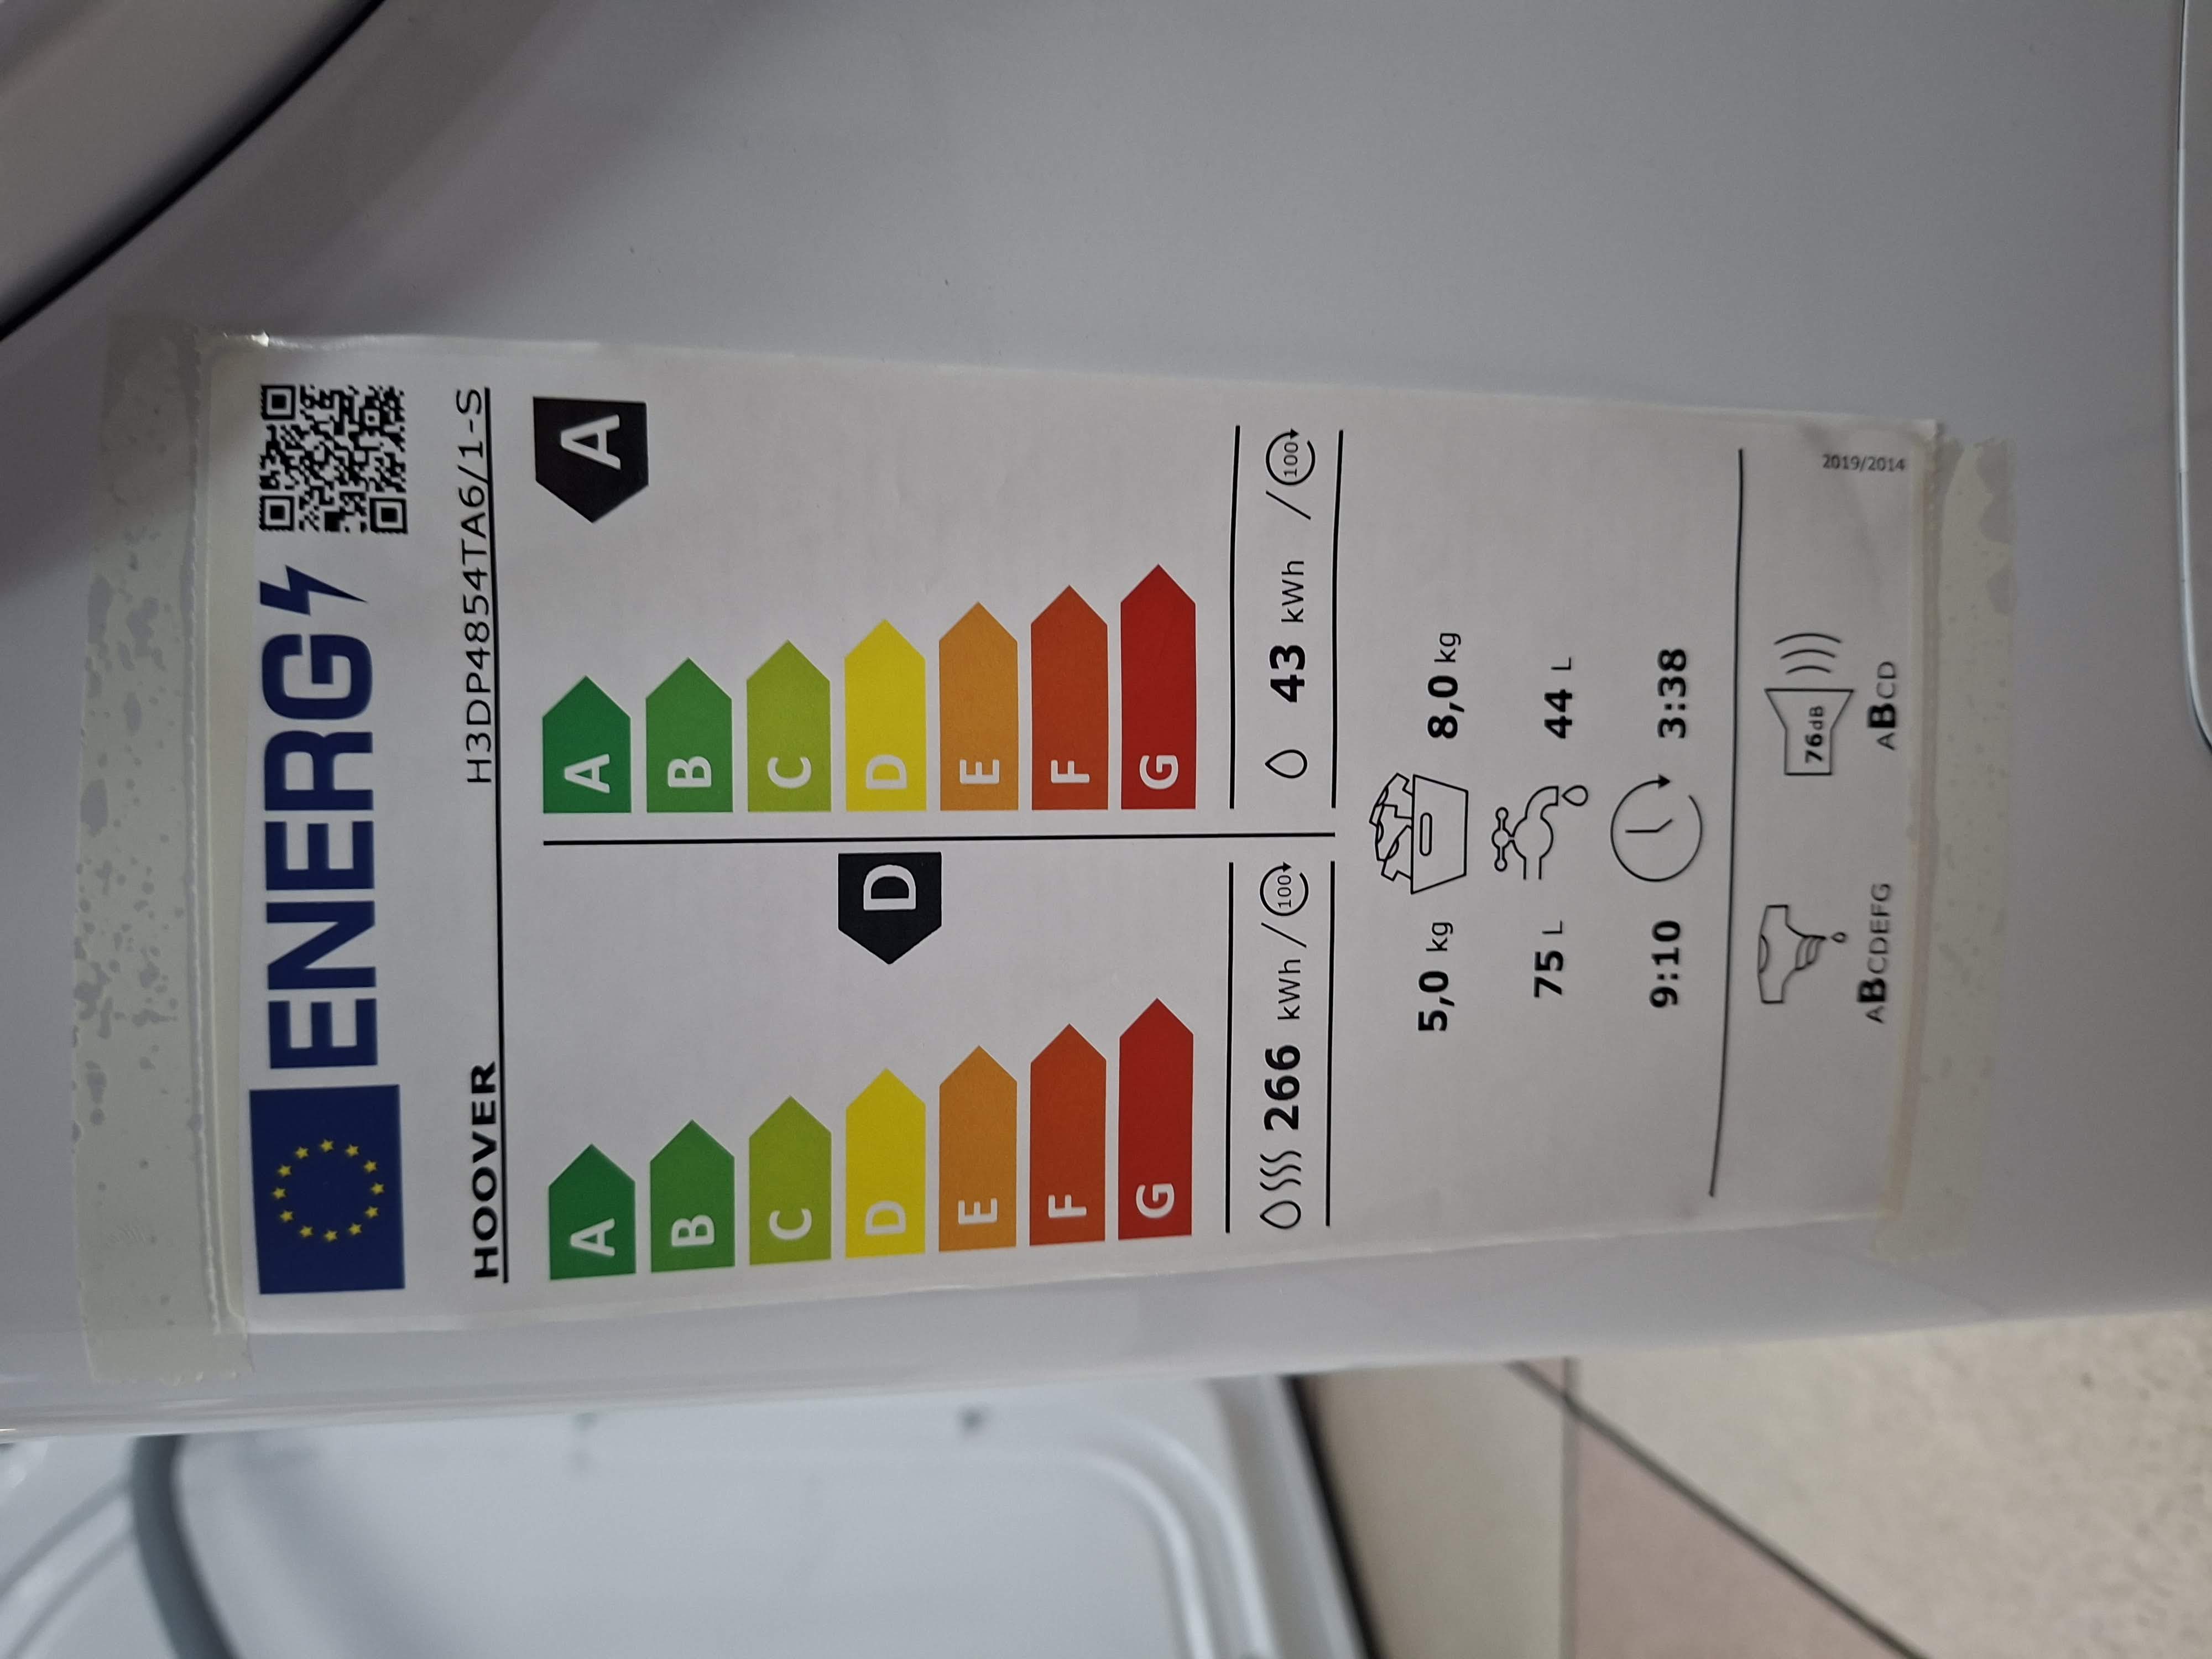 ENERG
HOOVER H3DP4854TA6/1-S
A A A
B B
C C
D D D
E E
F F
G G
266 kWh / 100 43 kWh / 100
5,0 kg 8,0 kg
75 L 44 L
9:10 3:38
76dB
ABCDEFG ABCD
2019/2014